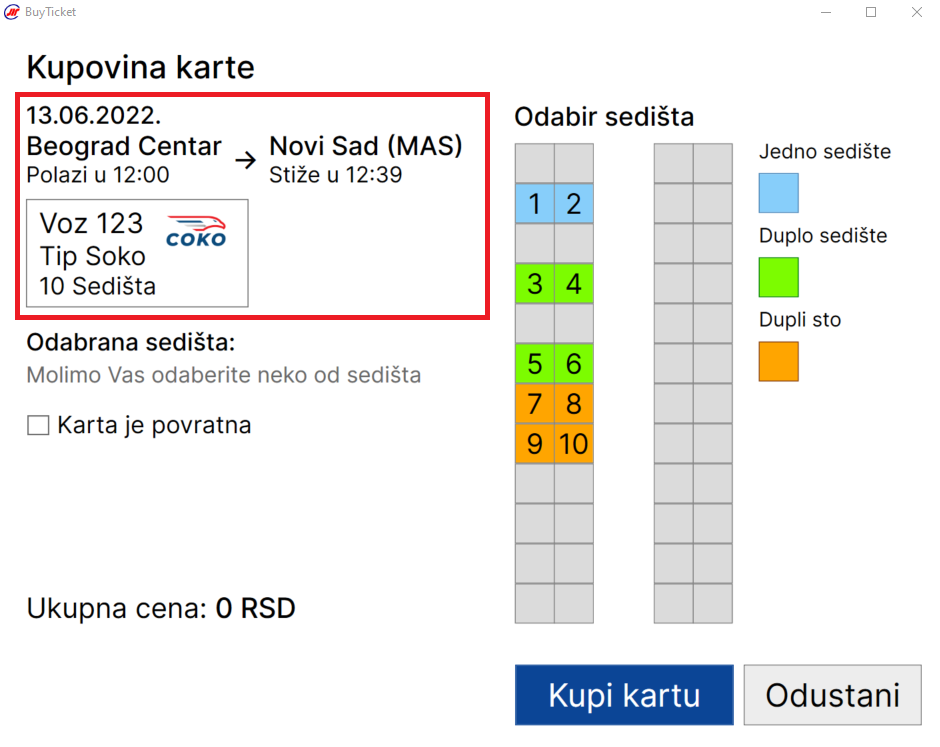 BuyTicket
Kupovina karte
13.06.2022.
Beograd Centar → Novi Sad (MAS)
Polazi u 12:00 Stiže u 12:39
Voz 123
СОКО
Tip Soko
10 Sedišta
Odabrana sedišta:
Molimo Vas odaberite neko od sedišta
Karta je povratna
Ukupna cena: 0 RSD
Odabir sedišta
1 2
3 4
5 6
7 8
9 10
Jedno sedište
Duplo sedište
Dupli sto
Kupi kartu
Odustani